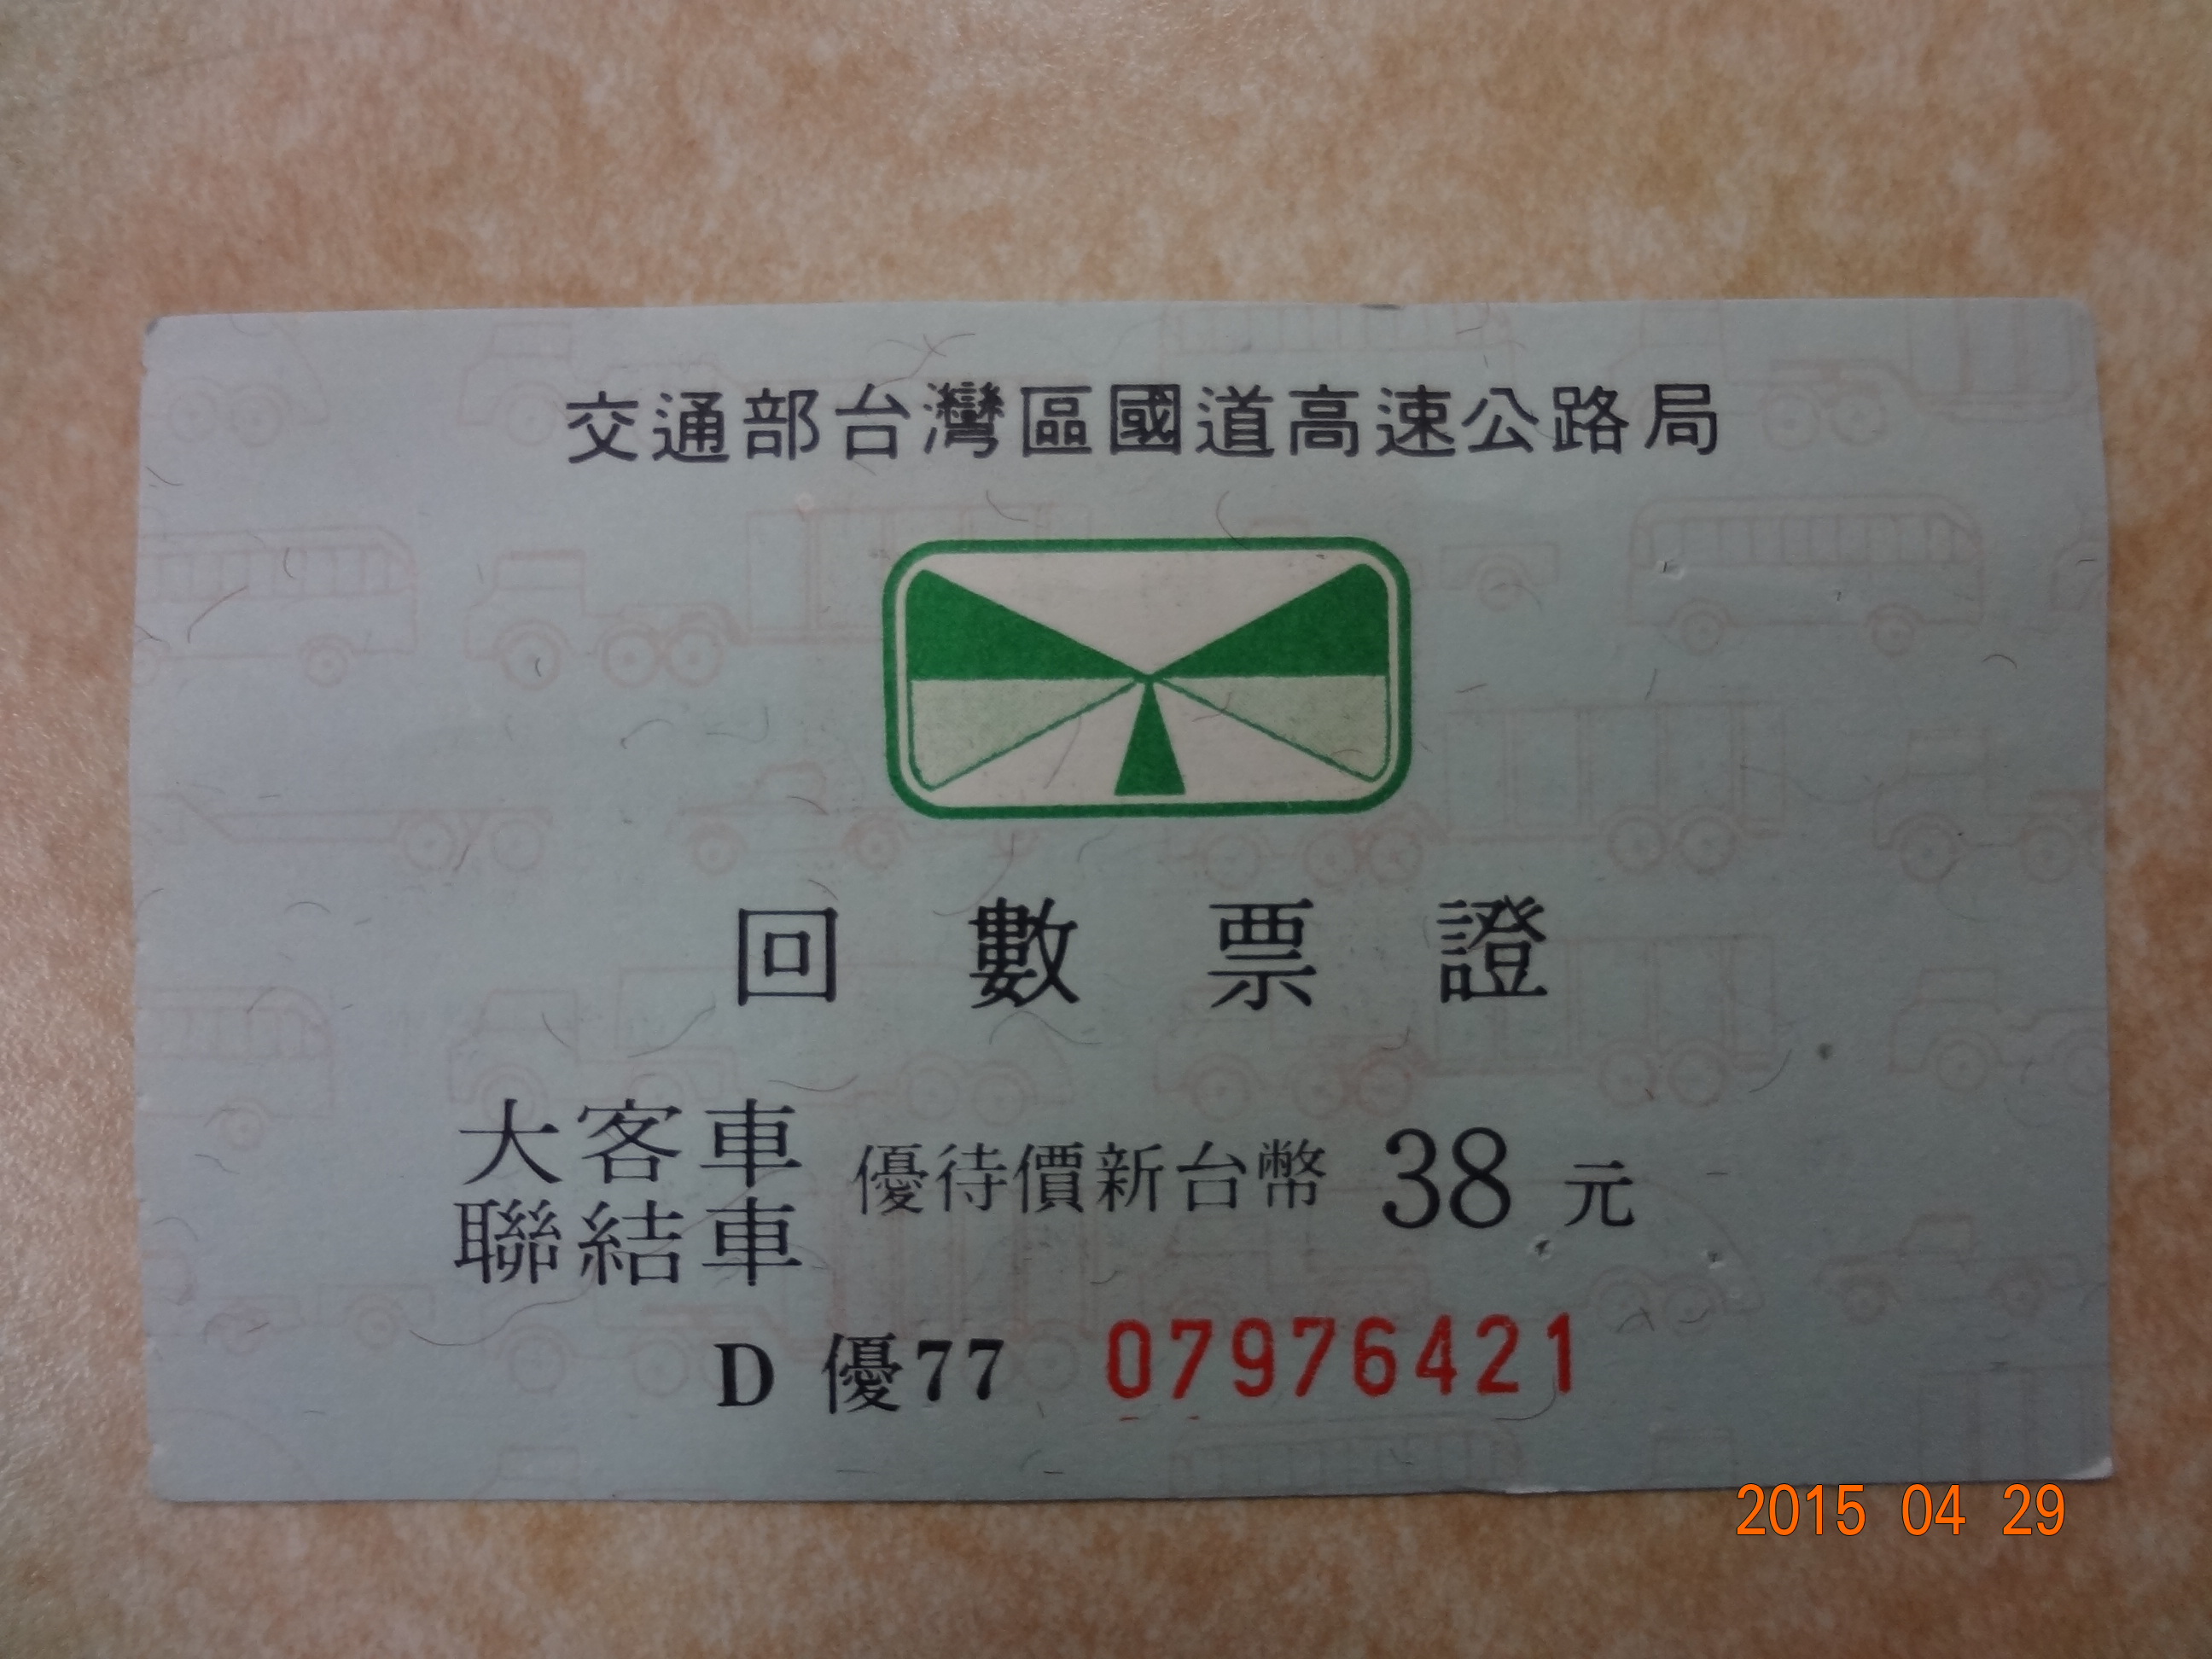 交通部台灣區國道高速公路局
回數票證
大客車
聯結車
優待價新台幣 38 元
D 優77 07976421
2015 04 29